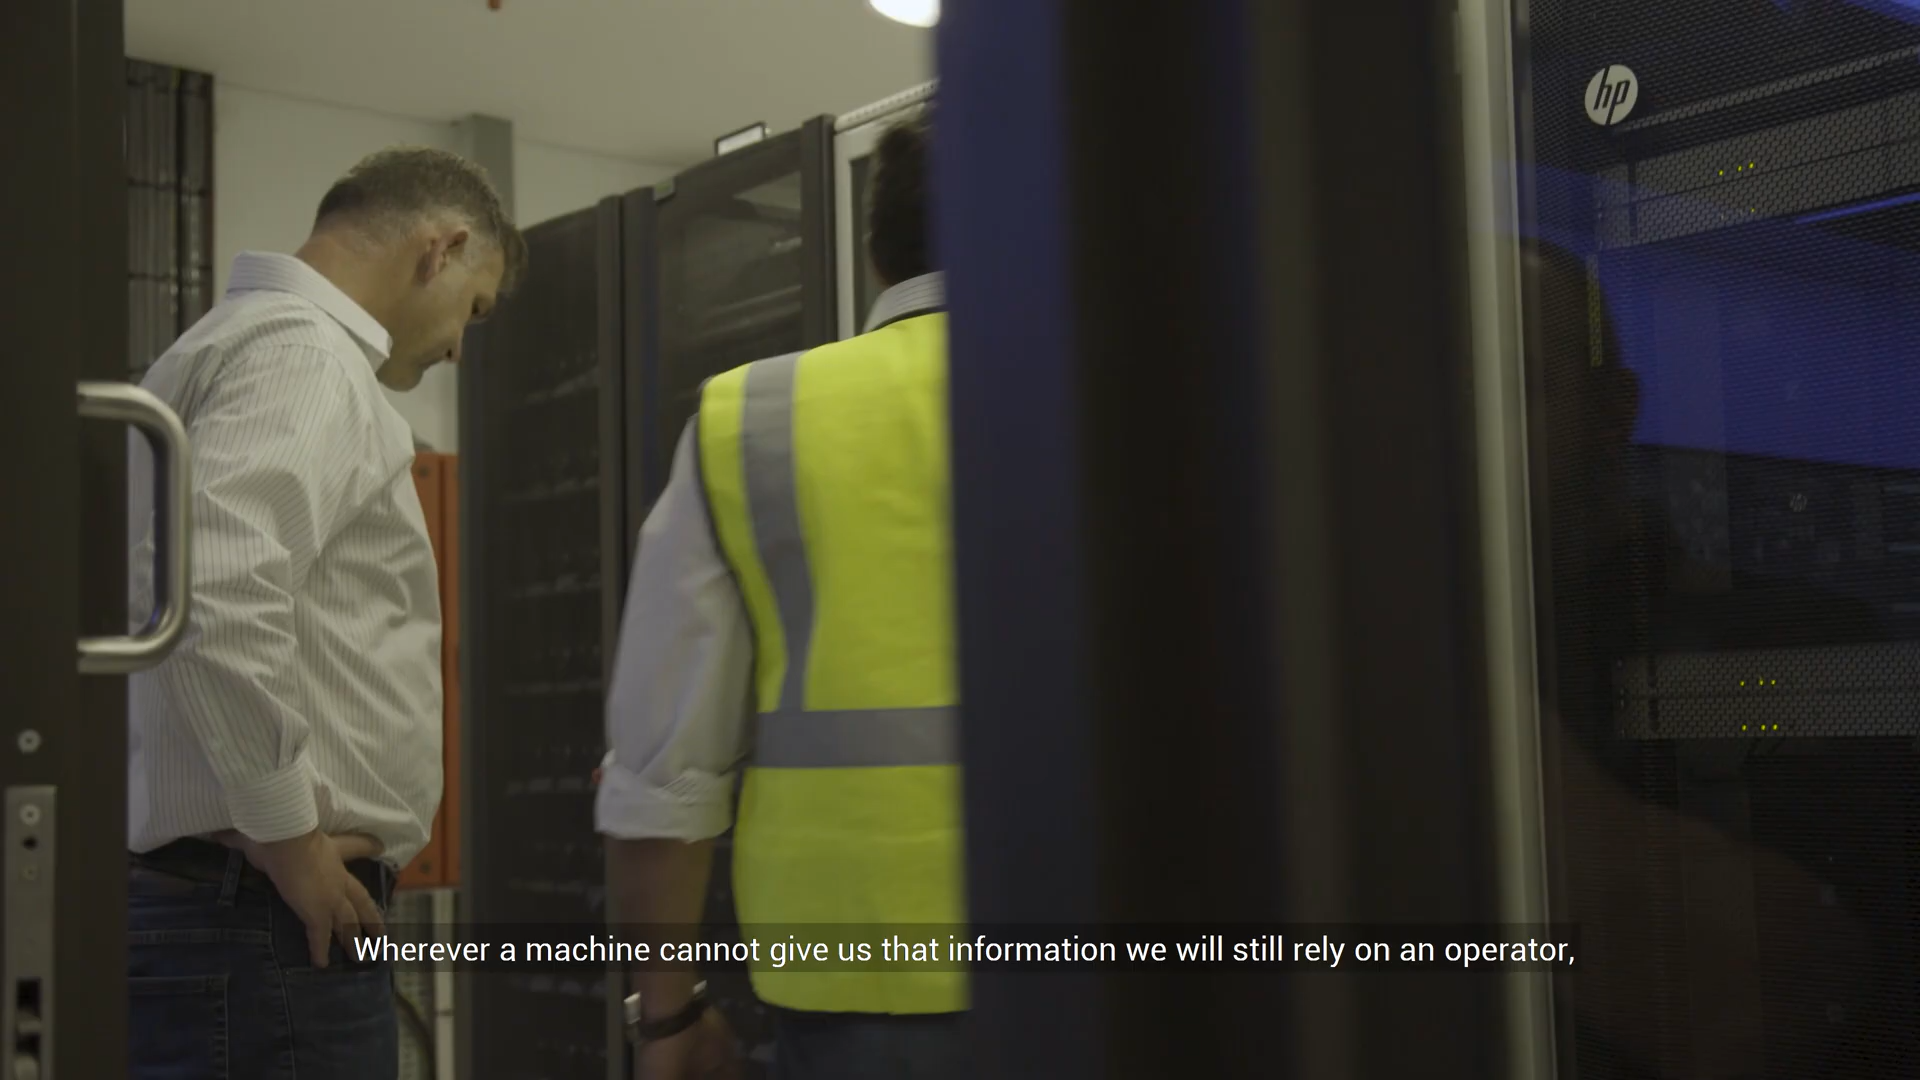 hp
Wherever a machine cannot give us that information we will still rely on an operator,